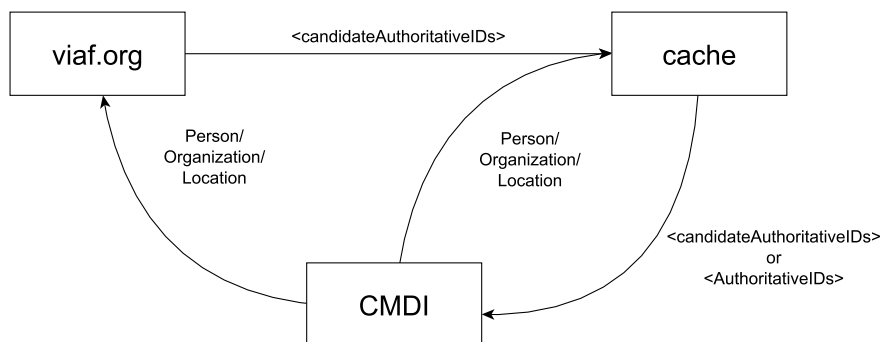 <candidateAuthoritativeIDs>
viaf.org
cache
Person/
Organization/
Location
Person/
Organization/
Location
<candidateAuthoritativeIDs>
or
<AuthoritativeIDs>
CMDI